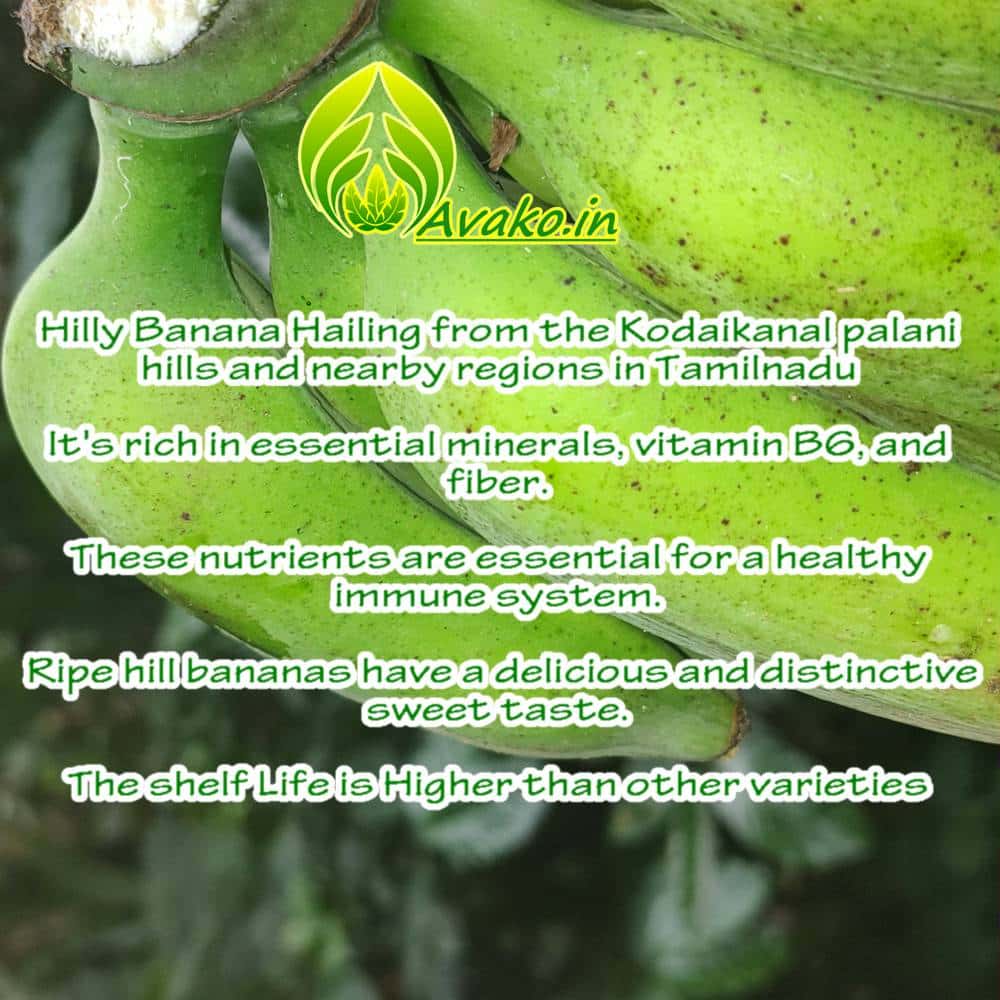 Avako.in
Hilly Banana Hailing from the Kodaikanal palani
hills and nearby regions in Tamilnadu
It's rich in essential minerals, vitamin B6, and
fiber.
These nutrients are essential for a healthy
immune system.
Ripe hill bananas have a delicious and distinctive
sweet taste.
The shelf Life is Higher than other varieties